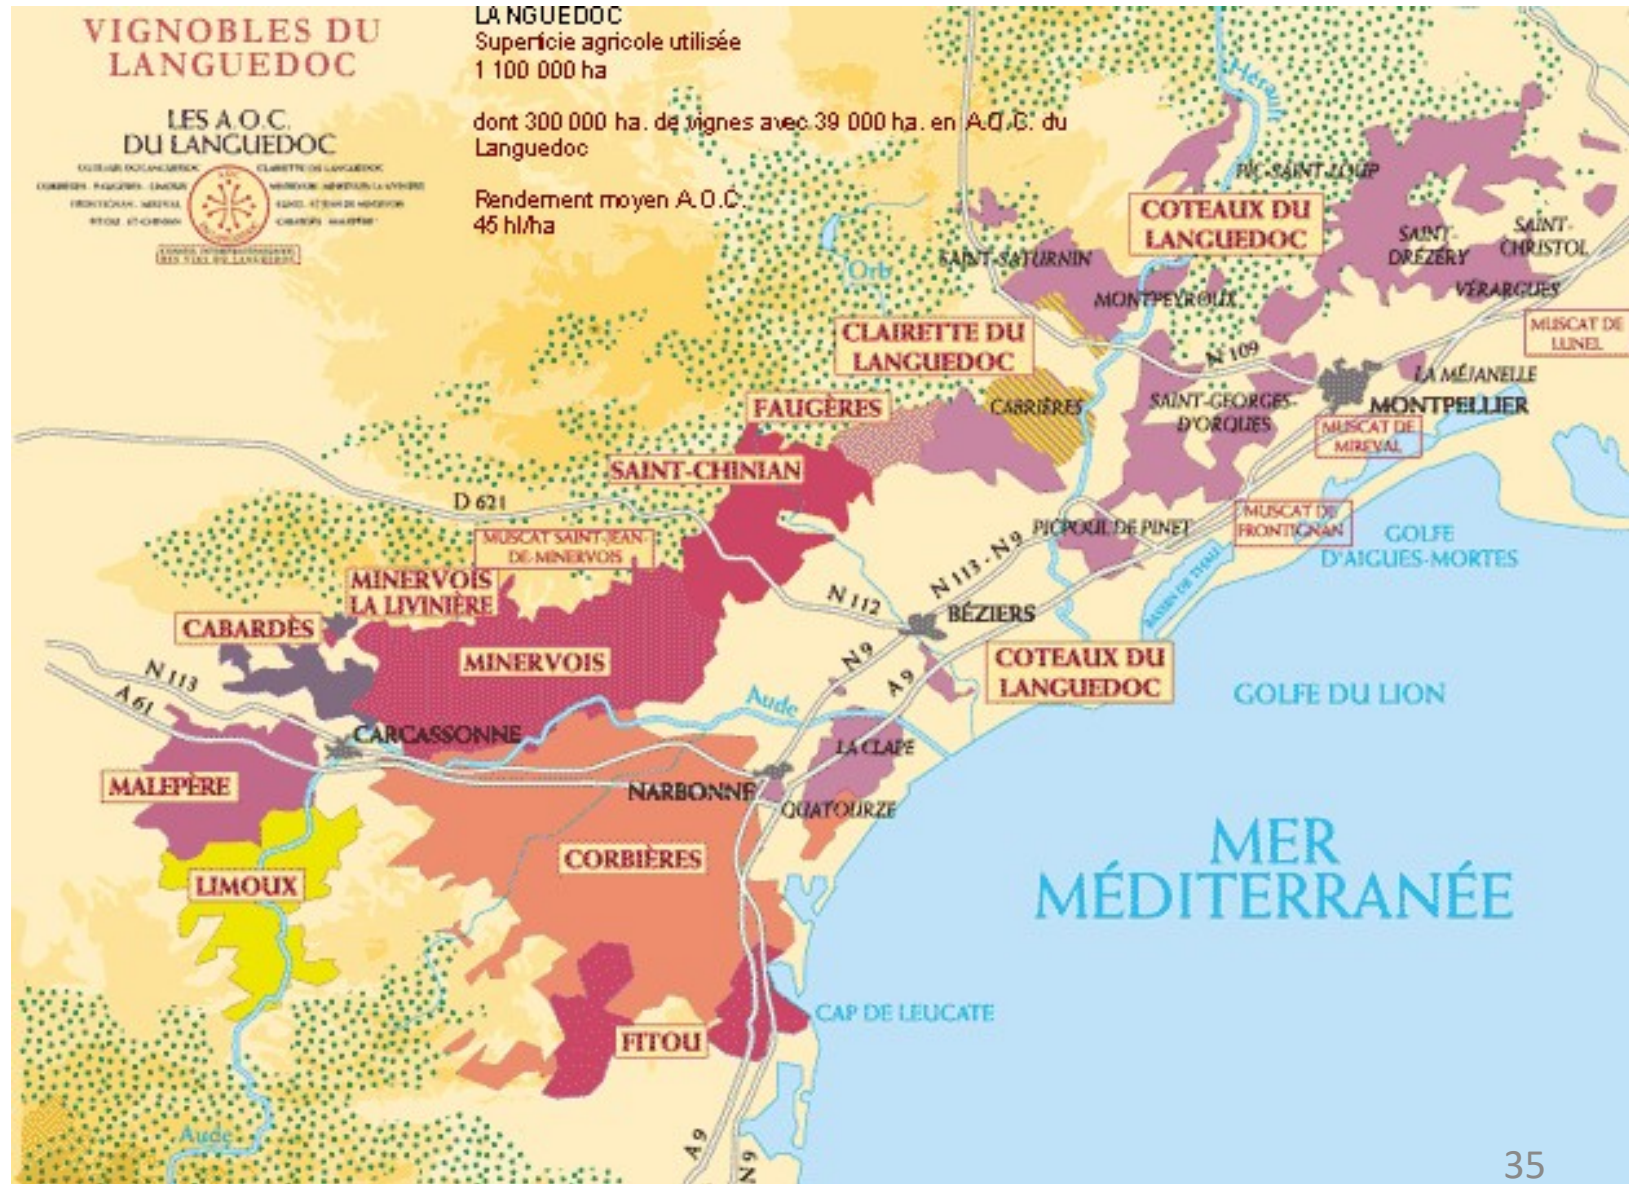 VIGNOBLES DU
LANGUEDOC
LANGUEDOC
Superficie agricole utilisée
1 100 000 ha
dont 300 000 ha. de vignes avec 39 000 ha. en A.O.C. du
Languedoc
Rendement moyen A.O.C.
45 hl/ha
LES A.O.C.
DU LANGUEDOC
Hérault
PIC-SAINT-LOUP
COTEAUX DU
LANGUEDOC
SAINT-
DRÉZÉRY
SAINT-
CHRISTOL
SAINT-SATURNIN
Orb
MONTPEYROUX
VÉRARGUES
MUSCAT DE
LUNEL
CLAIRETTE DU
LANGUEDOC
N 109
LA MÉJANELLE
FAUGÈRES
CABRIÈRES
SAINT-GEORGES-
D'ORQUES
MONTPELLIER
MUSCAT DE
MIREVAL
SAINT-CHINIAN
D 621
MUSCAT SAINT-JEAN-
DE-MINERVOIS
PICPOUL DE PINET
MUSCAT DE
FRONTIGNAN
GOLFE
D'AIGUES-MORTES
BASSIN DE THAU
N 113 - N 9
MINERVOIS
LA LIVINIÈRE
N 112
BÉZIERS
CABARDÈS
MINERVOIS
N 9
A 9
COTEAUX DU
LANGUEDOC
GOLFE DU LION
N 113
A 61
Aude
CARCASSONNE
LA CLAPE
MALEPÈRE
NARBONNE
QUATOURZE
CORBIÈRES
LIMOUX
MER
MÉDITERRANÉE
CAP DE LEUCATE
FITOU
Aude
A 9
N 9
35